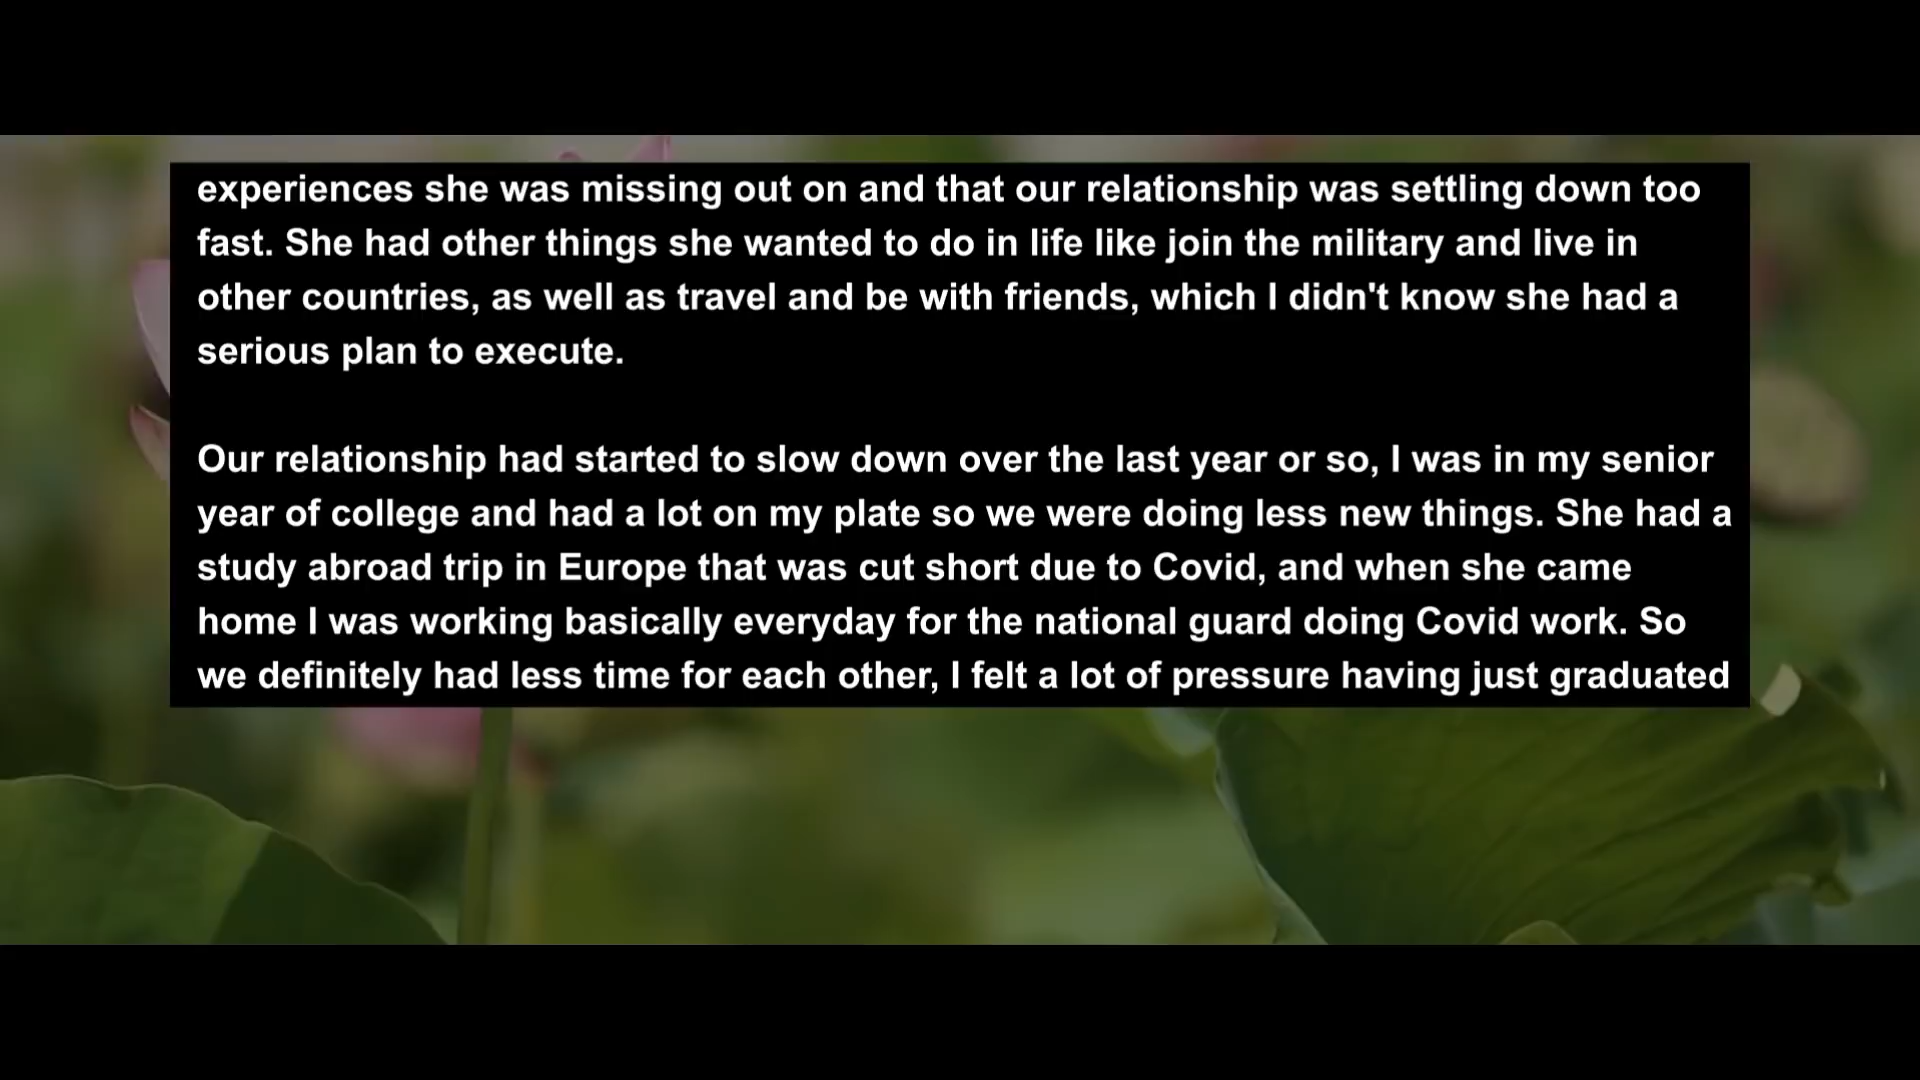 experiences she was missing out on and that our relationship was settling down too
fast. She had other things she wanted to do in life like join the military and live in
other countries, as well as travel and be with friends, which I didn't know she had a
serious plan to execute.
Our relationship had started to slow down over the last year or so, I was in my senior
year of college and had a lot on my plate so we were doing less new things. She had a
study abroad trip in Europe that was cut short due to Covid, and when she came
home I was working basically everyday for the national guard doing Covid work. So
we definitely had less time for each other, I felt a lot of pressure having just graduated